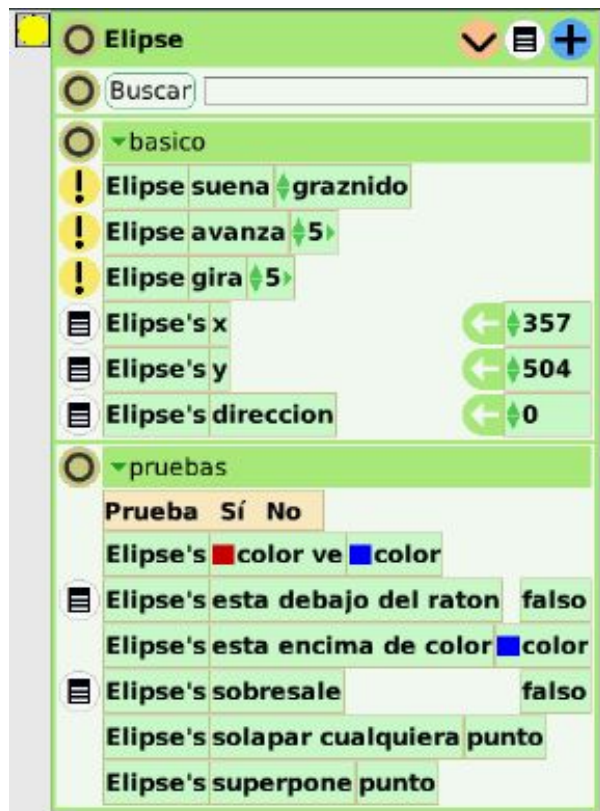 Elipse
Buscar
basico
Elipse suena graznido
Elipse avanza 5
Elipse gira 5
Elipse's x 357
Elipse's y 504
Elipse's direccion 0
pruebas
Prueba Sí No
Elipse's color ve color
Elipse's esta debajo del raton falso
Elipse's esta encima de color color
Elipse's sobresale falso
Elipse's solapar cualquiera punto
Elipse's superpone punto